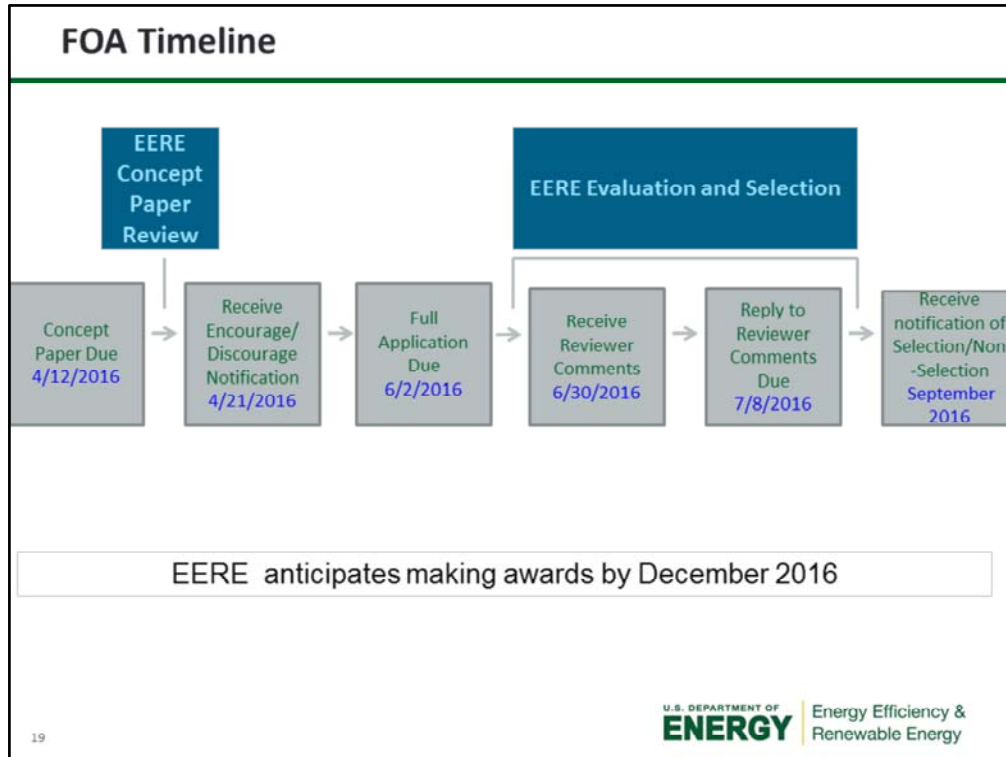 FOA Timeline
EERE
Concept
Paper
Review
EERE Evaluation and Selection
Concept
Paper Due
4/12/2016
Receive
Encourage/
Discourage
Notification
4/21/2016
Full
Application
Due
6/2/2016
Receive
Reviewer
Comments
6/30/2016
Reply to
Reviewer
Comments
Due
7/8/2016
Receive
notification of
Selection/Non
-Selection
September
2016
EERE anticipates making awards by December 2016
19
U.S. DEPARTMENT OF
ENERGY
Energy Efficiency &
Renewable Energy